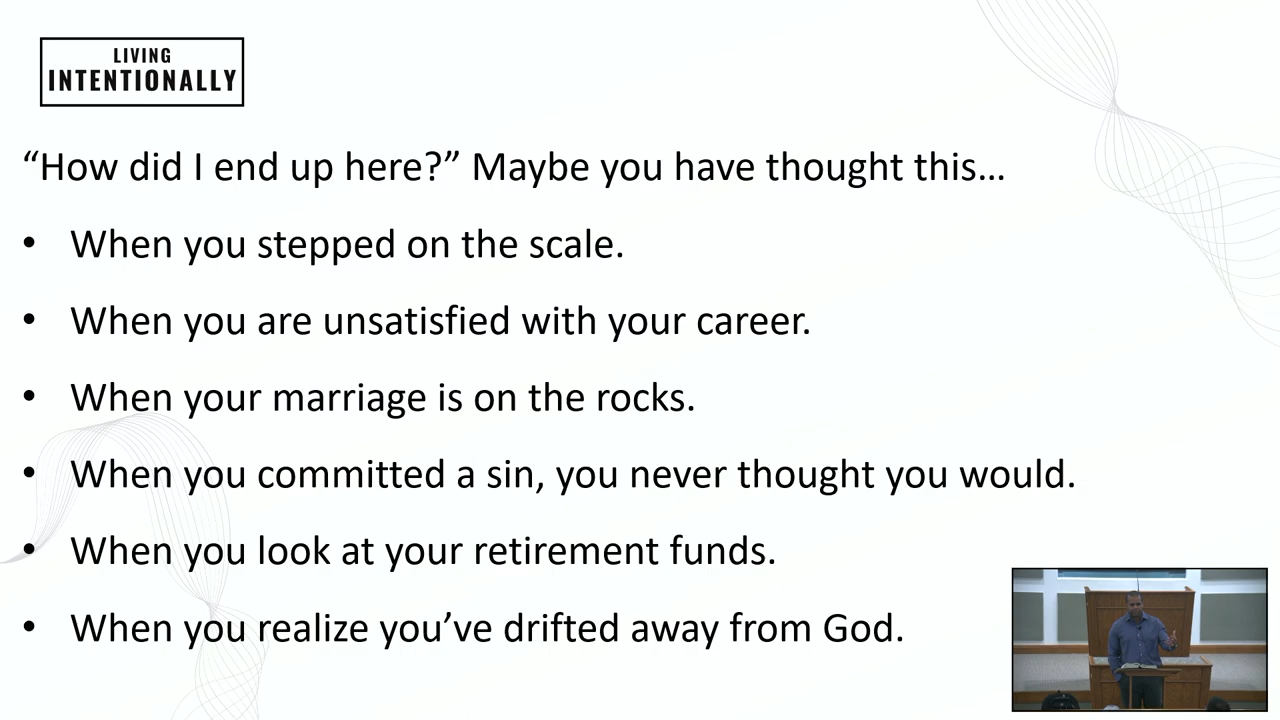 LIVING
INTENTIONALLY
“How did I end up here?” Maybe you have thought this…
• When you stepped on the scale.
• When you are unsatisfied with your career.
• When your marriage is on the rocks.
• When you committed a sin, you never thought you would.
• When you look at your retirement funds.
• When you realize you’ve drifted away from God.